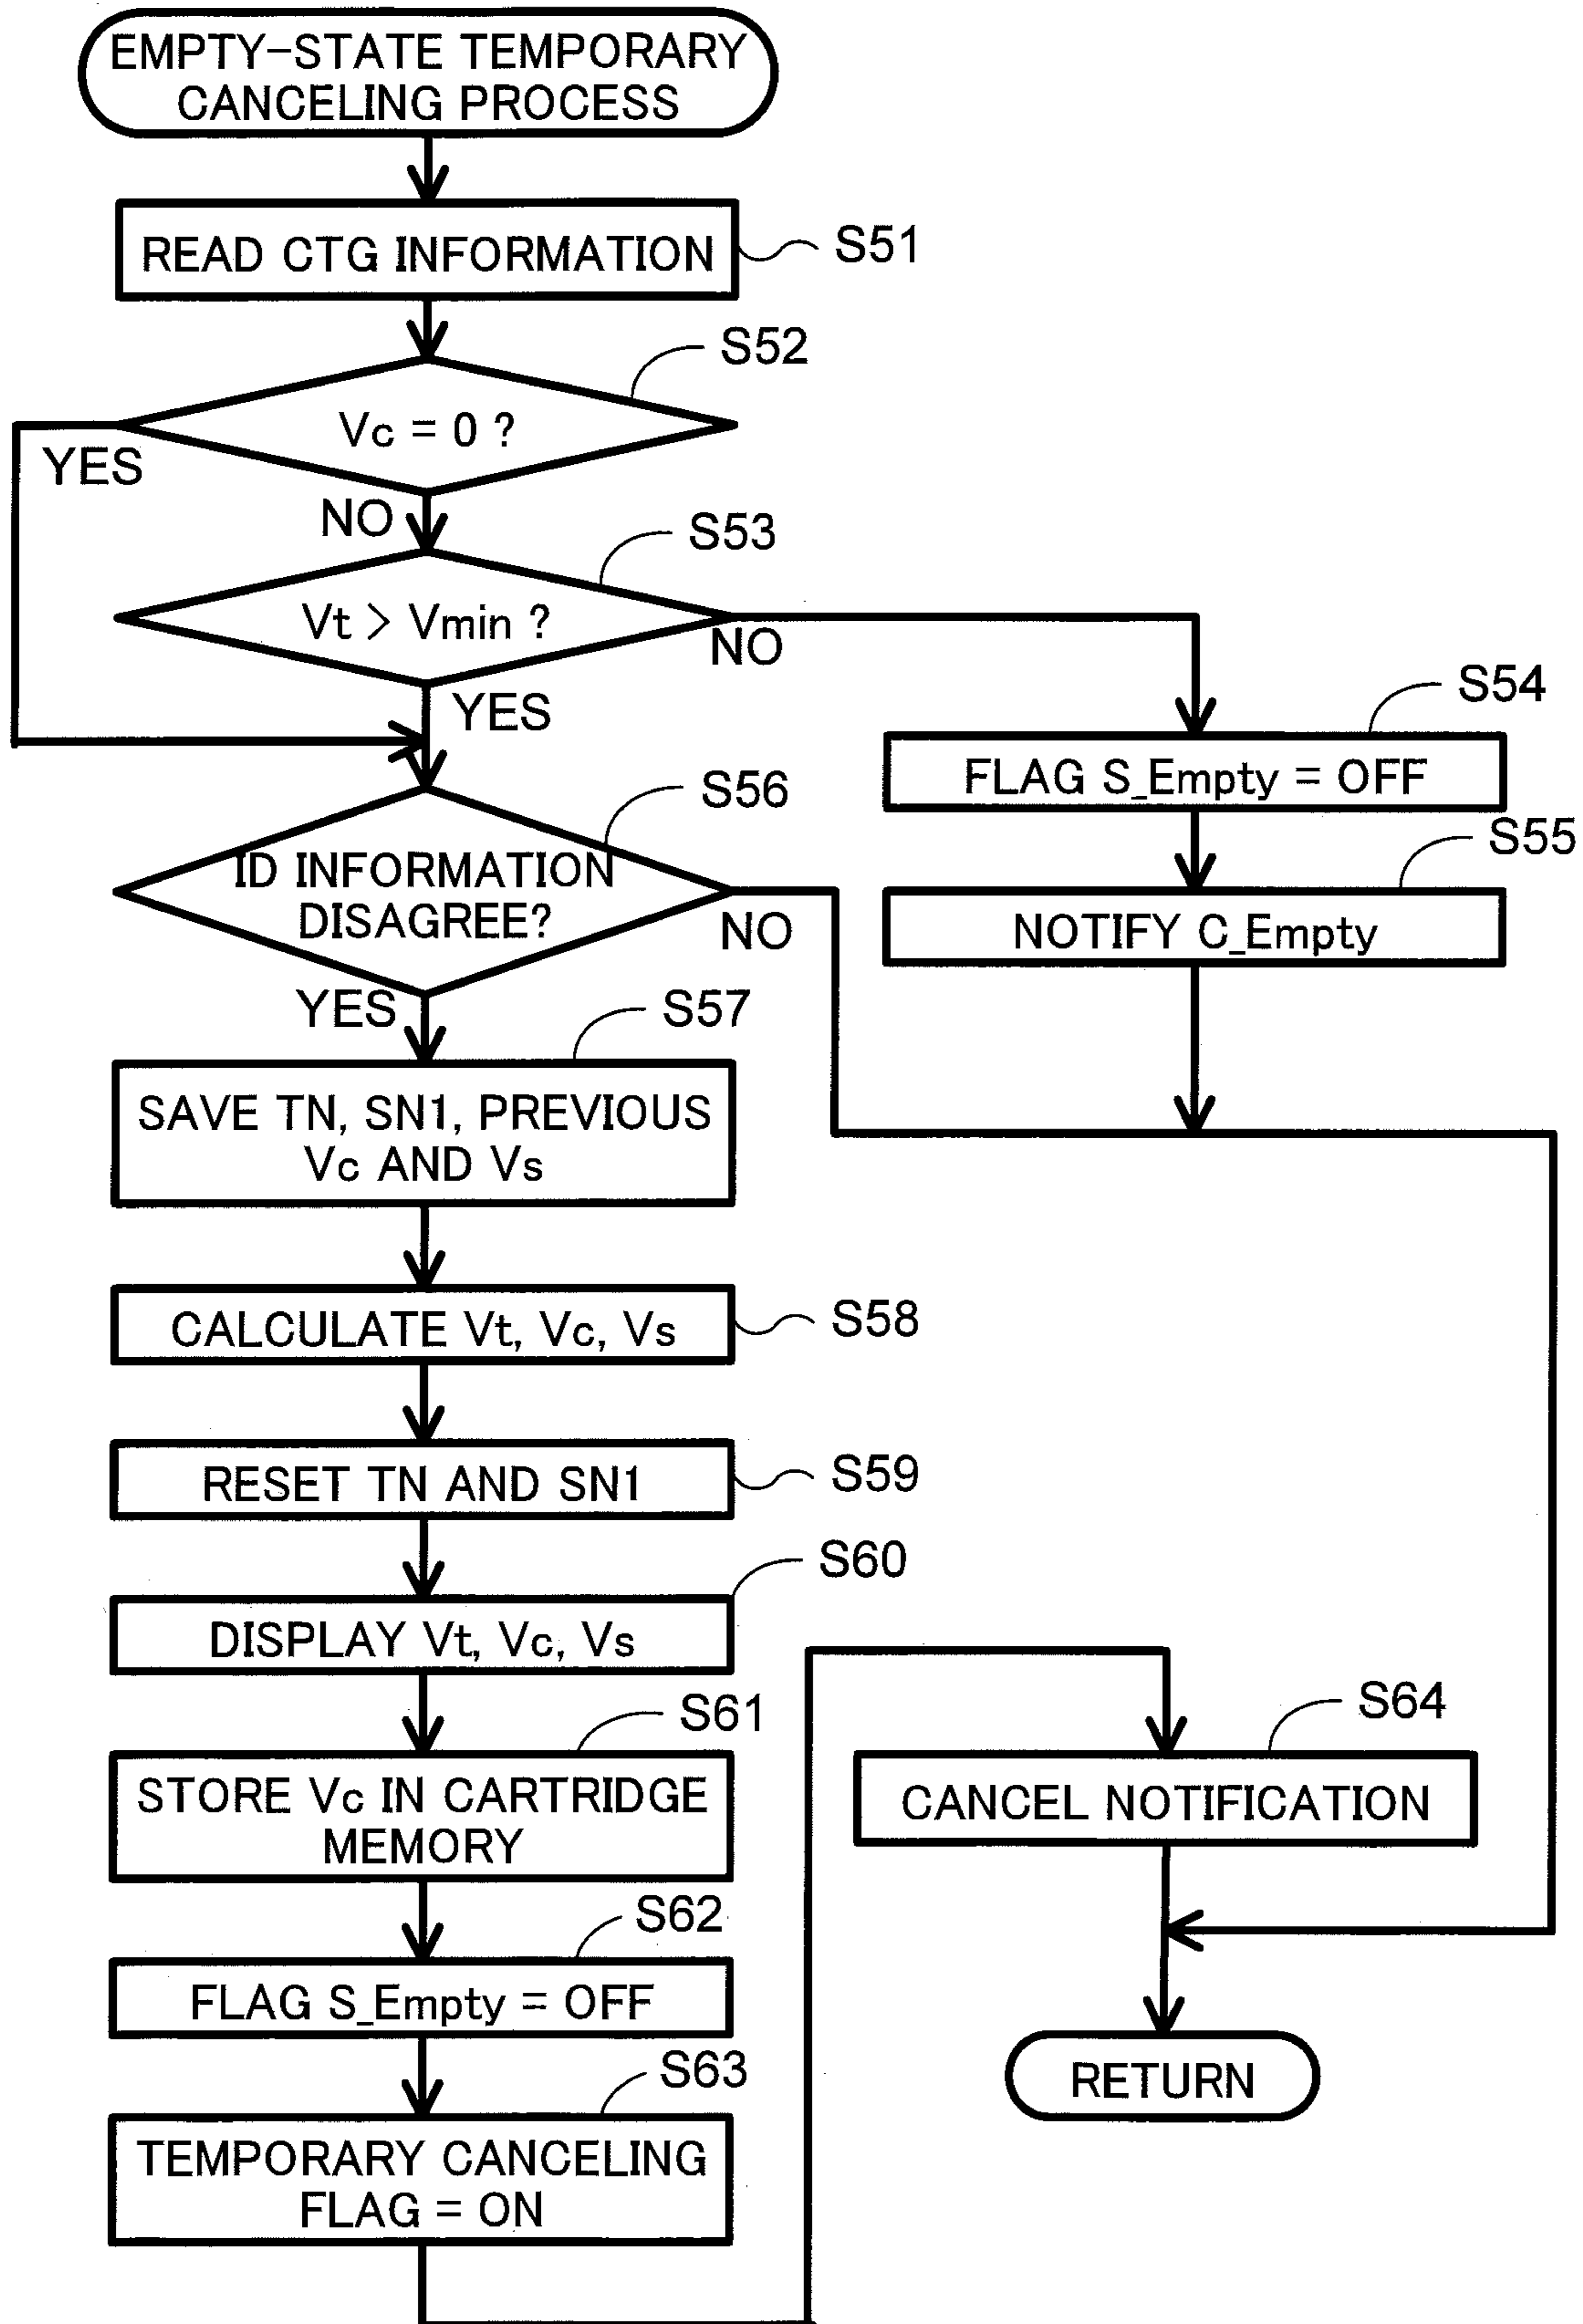 EMPTY-STATE TEMPORARY
CANCELING PROCESS
READ CTG INFORMATION
S51
S52
Vc = 0 ?
YES
NO
S53
Vt > Vmin ?
NO
YES
S54
FLAG S_Empty = OFF
S55
NOTIFY C_Empty
S56
ID INFORMATION
DISAGREE?
NO
YES
S57
SAVE TN, SN1, PREVIOUS
Vc AND Vs
CALCULATE Vt, Vc, Vs
S58
RESET TN AND SN1
S59
S60
DISPLAY Vt, Vc, Vs
S61
STORE Vc IN CARTRIDGE
MEMORY
S62
FLAG S_Empty = OFF
S63
TEMPORARY CANCELING
FLAG = ON
S64
CANCEL NOTIFICATION
RETURN